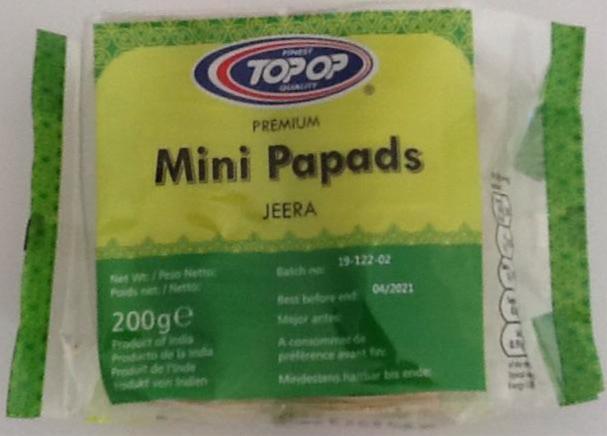 FINEST
TOPOP
QUALITY
®
PREMIUM
Mini Papads
JEERA
Net Wt: / Peso Netto:
Poids net: / Netto:
200g℮
Product of India
Producto de la India
Produit de l'Inde
Produkt von Indien
Batch no: 19-122-02
Best before end: 04/2021
Mejor antes:
A consommer de
préférence avant fin:
Mindestens haltbar bis ende: